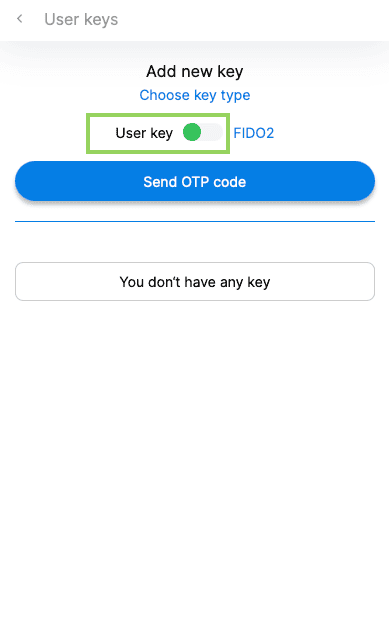 User keys
Add new key
Choose key type
User key FIDO2
Send OTP code
You don't have any key